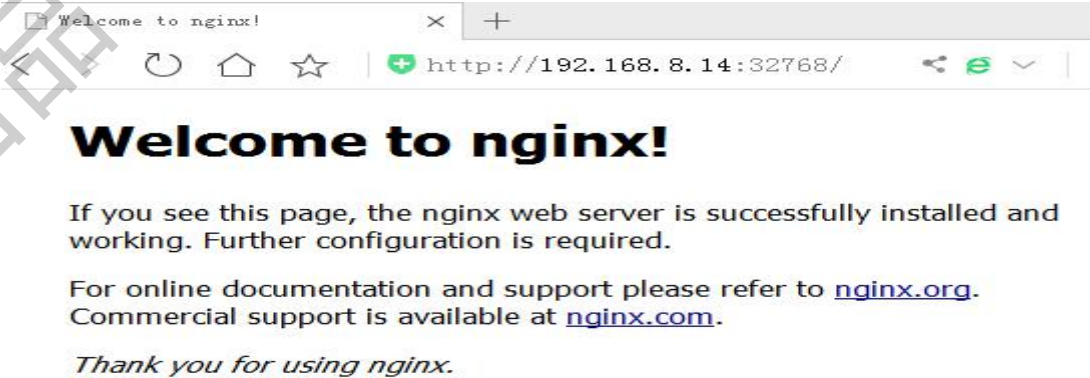 Welcome to nginx!
http://192.168.8.14:32768/
Welcome to nginx!
If you see this page, the nginx web server is successfully installed and
working. Further configuration is required.
For online documentation and support please refer to nginx.org.
Commercial support is available at nginx.com.
Thank you for using nginx.